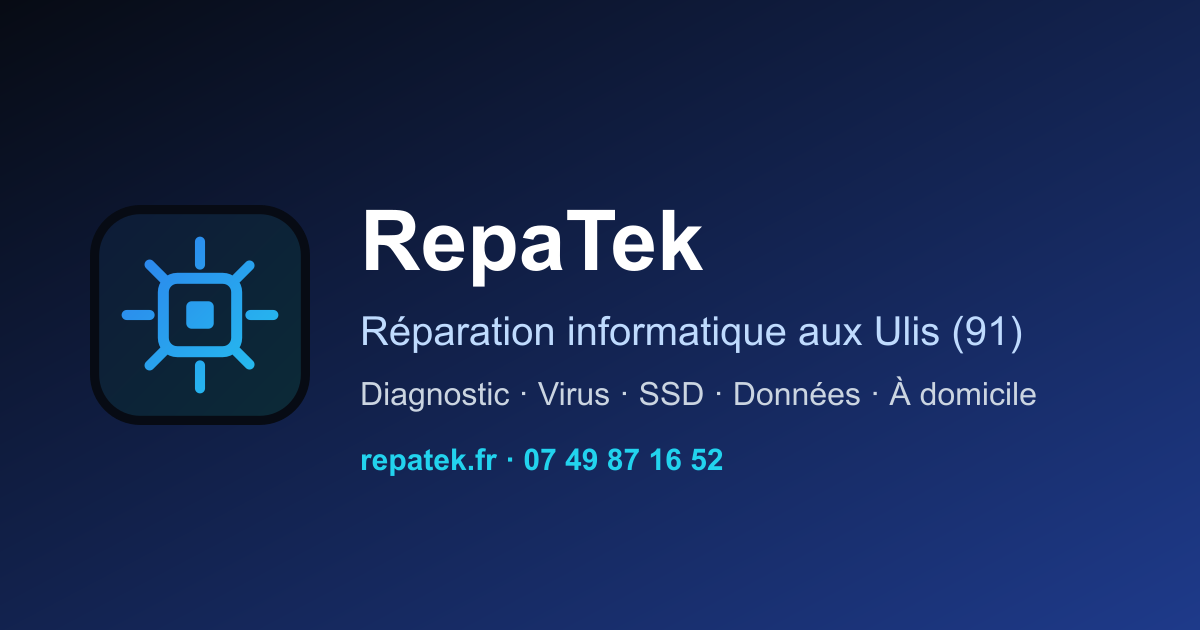 RepaTek
Réparation informatique aux Ulis (91)
Diagnostic · Virus · SSD · Données · À domicile
repatek.fr · 07 49 87 16 52